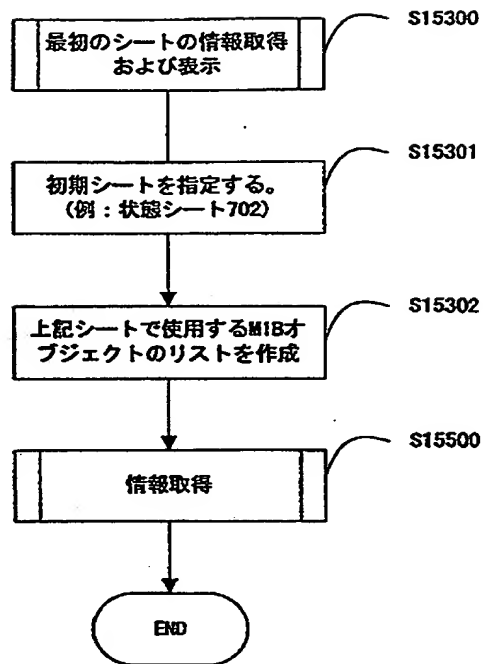 S15300
最初のシートの情報取得
および表示
S15301
初期シートを指定する。
(例：状態シート702)
S15302
上記シートで使用するMIBオ
ブジェクトのリストを作成
S15500
情報取得
END